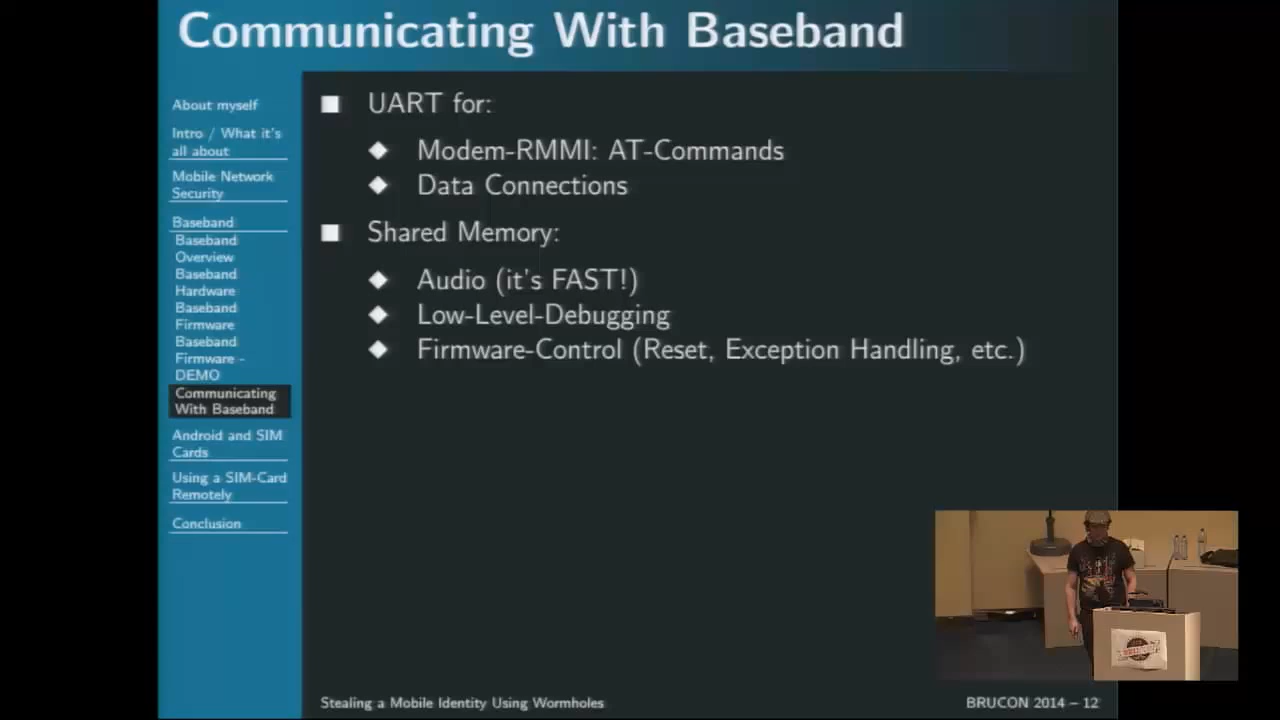 Communicating With Baseband
About myself
Intro / What it's
all about
Mobile Network
Security
Baseband
Baseband
Overview
Baseband
Hardware
Baseband
Firmware
Baseband
Firmware -
DEMO
Communicating
With Baseband
Android and SIM
Cards
Using a SIM-Card
Remotely
Conclusion
UART for:
Modem-RMMI: AT-Commands
Data Connections
Shared Memory:
Audio (it's FAST!)
Low-Level-Debugging
Firmware-Control (Reset, Exception Handling, etc.)
Stealing a Mobile Identity Using Wormholes
BRUCON 2014 – 12